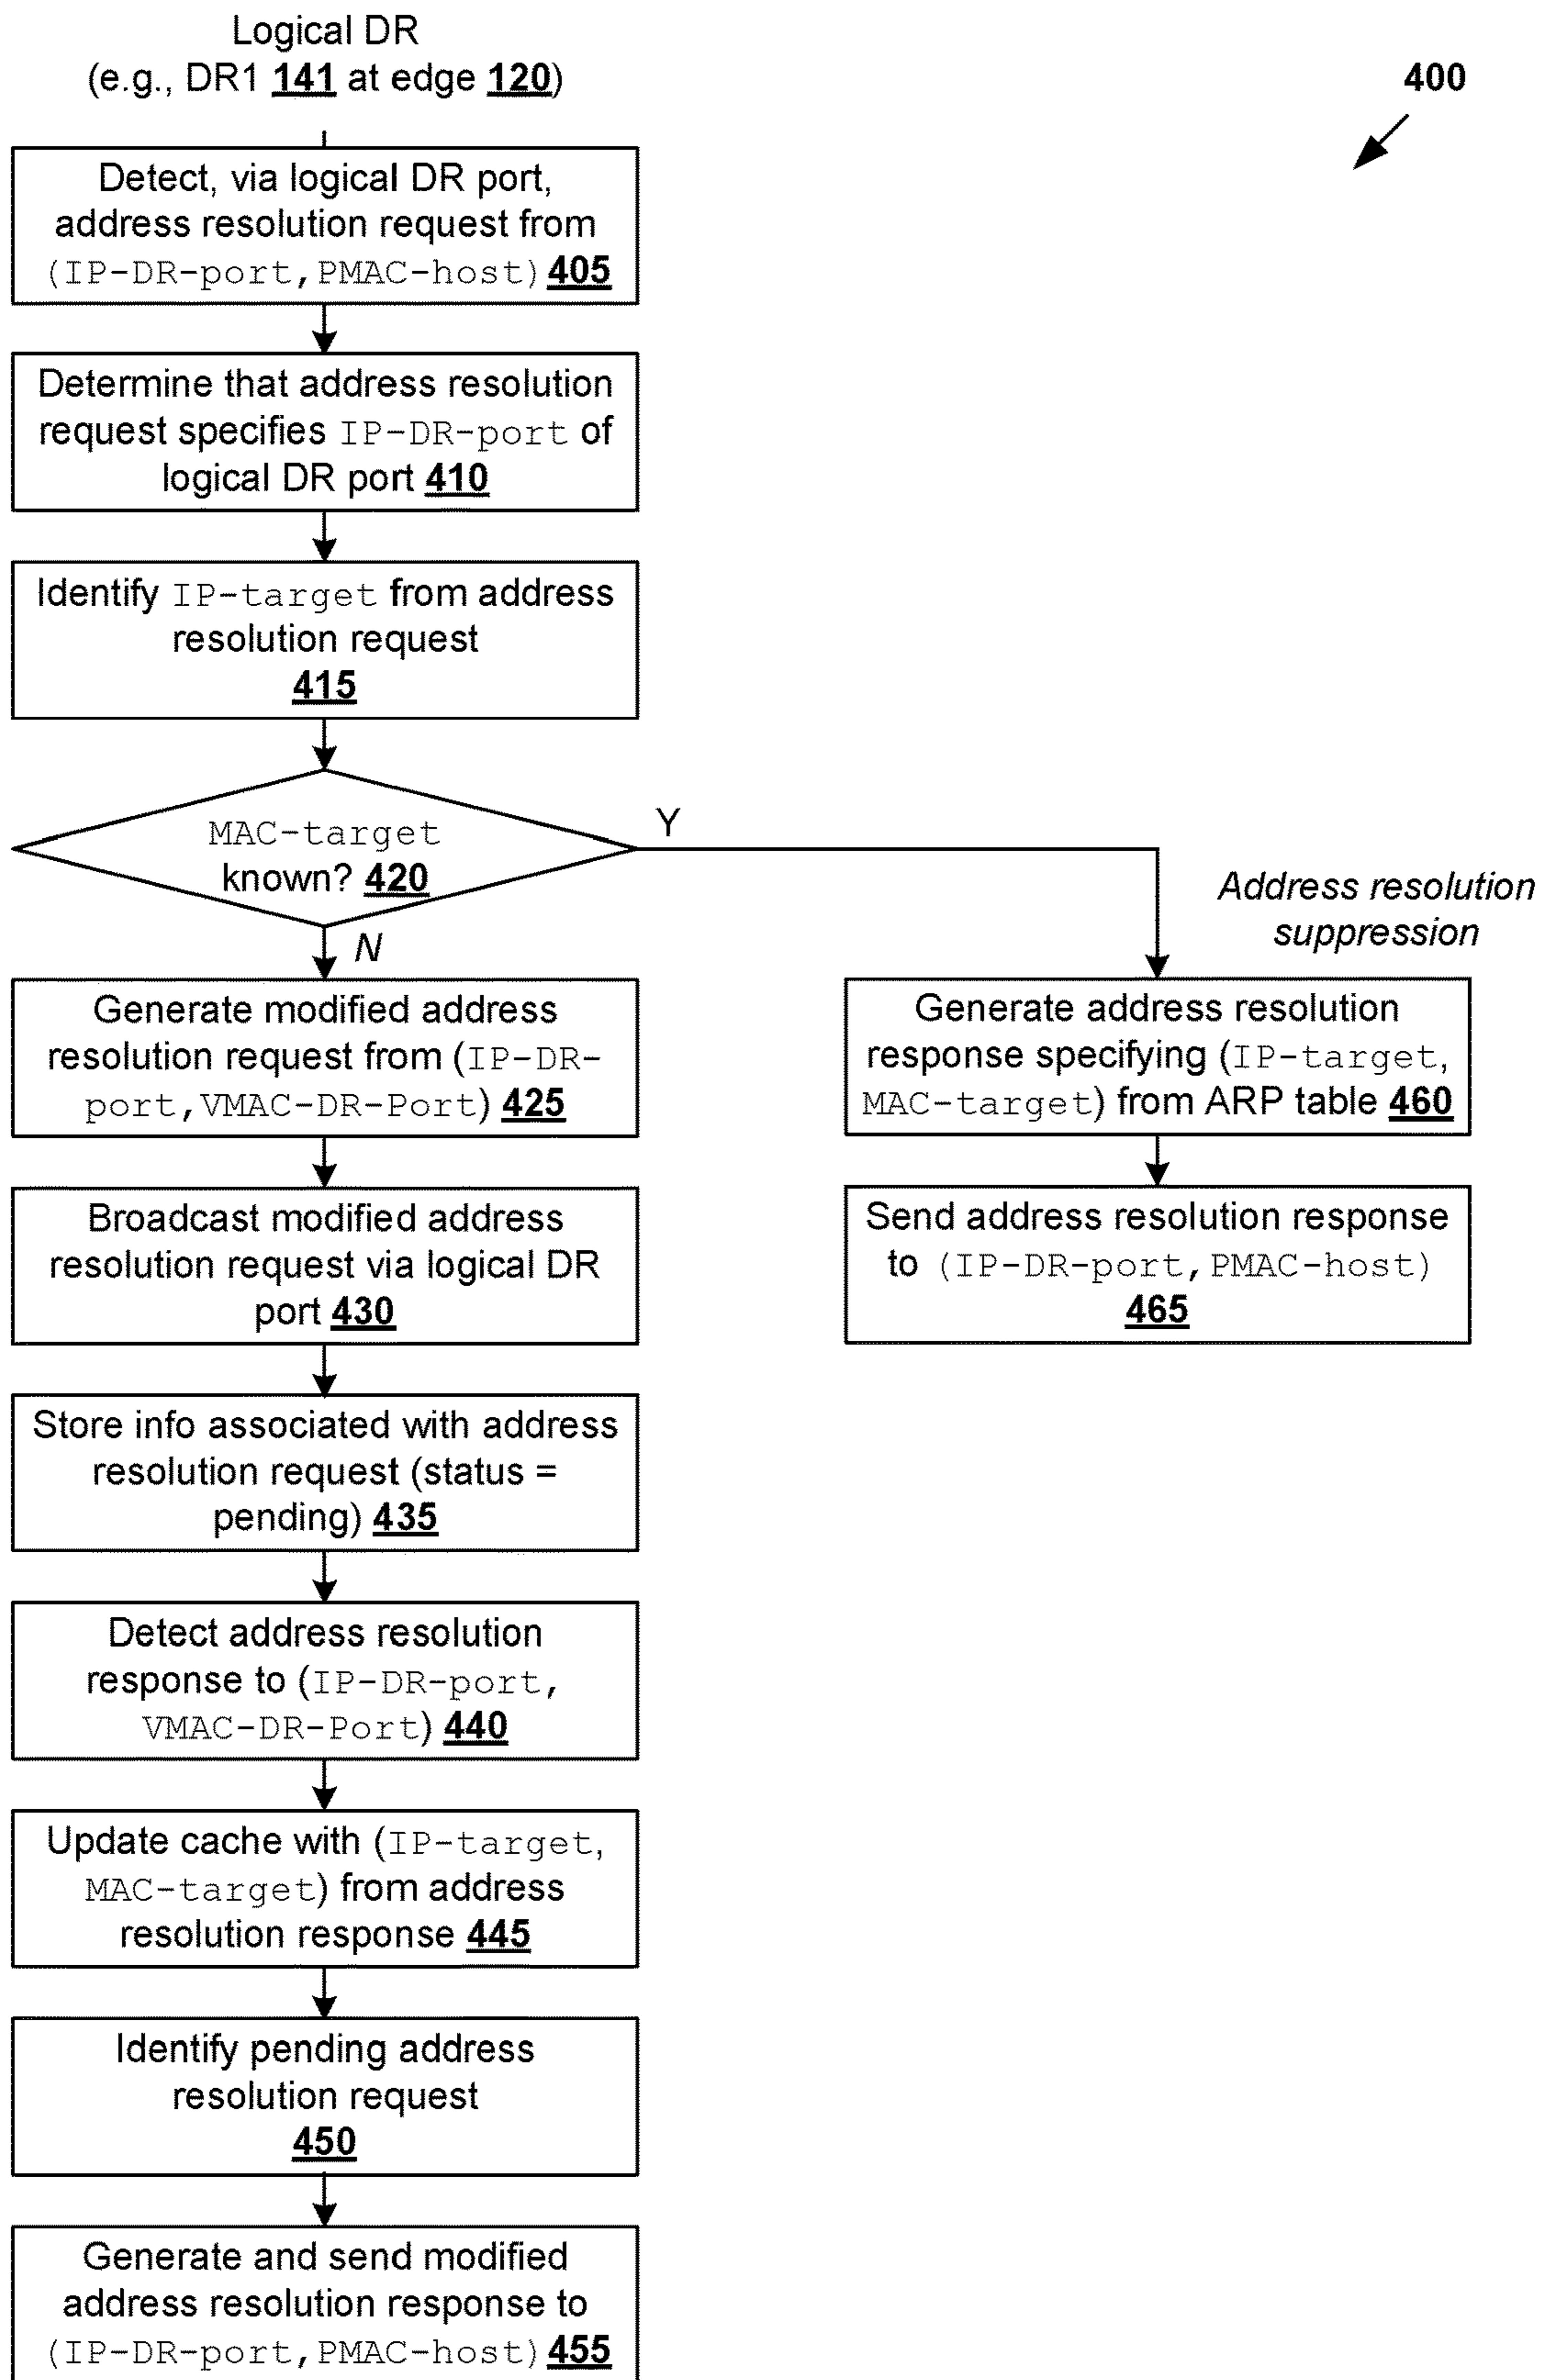 Logical DR
(e.g., DR1 141 at edge 120)
400
Detect, via logical DR port,
address resolution request from
(IP-DR-port,PMAC-host) 405
Determine that address resolution
request specifies IP-DR-port of
logical DR port 410
Identify IP-target from address
resolution request
415
MAC-target
known? 420
Y
N
Address resolution
suppression
Generate modified address
resolution request from (IP-DR-
port,VMAC-DR-Port) 425
Generate address resolution
response specifying (IP-target,
MAC-target) from ARP table 460
Broadcast modified address
resolution request via logical DR
port 430
Send address resolution response
to (IP-DR-port,PMAC-host)
465
Store info associated with address
resolution request (status =
pending) 435
Detect address resolution
response to (IP-DR-port,
VMAC-DR-Port) 440
Update cache with (IP-target,
MAC-target) from address
resolution response 445
Identify pending address
resolution request
450
Generate and send modified
address resolution response to
(IP-DR-port,PMAC-host) 455